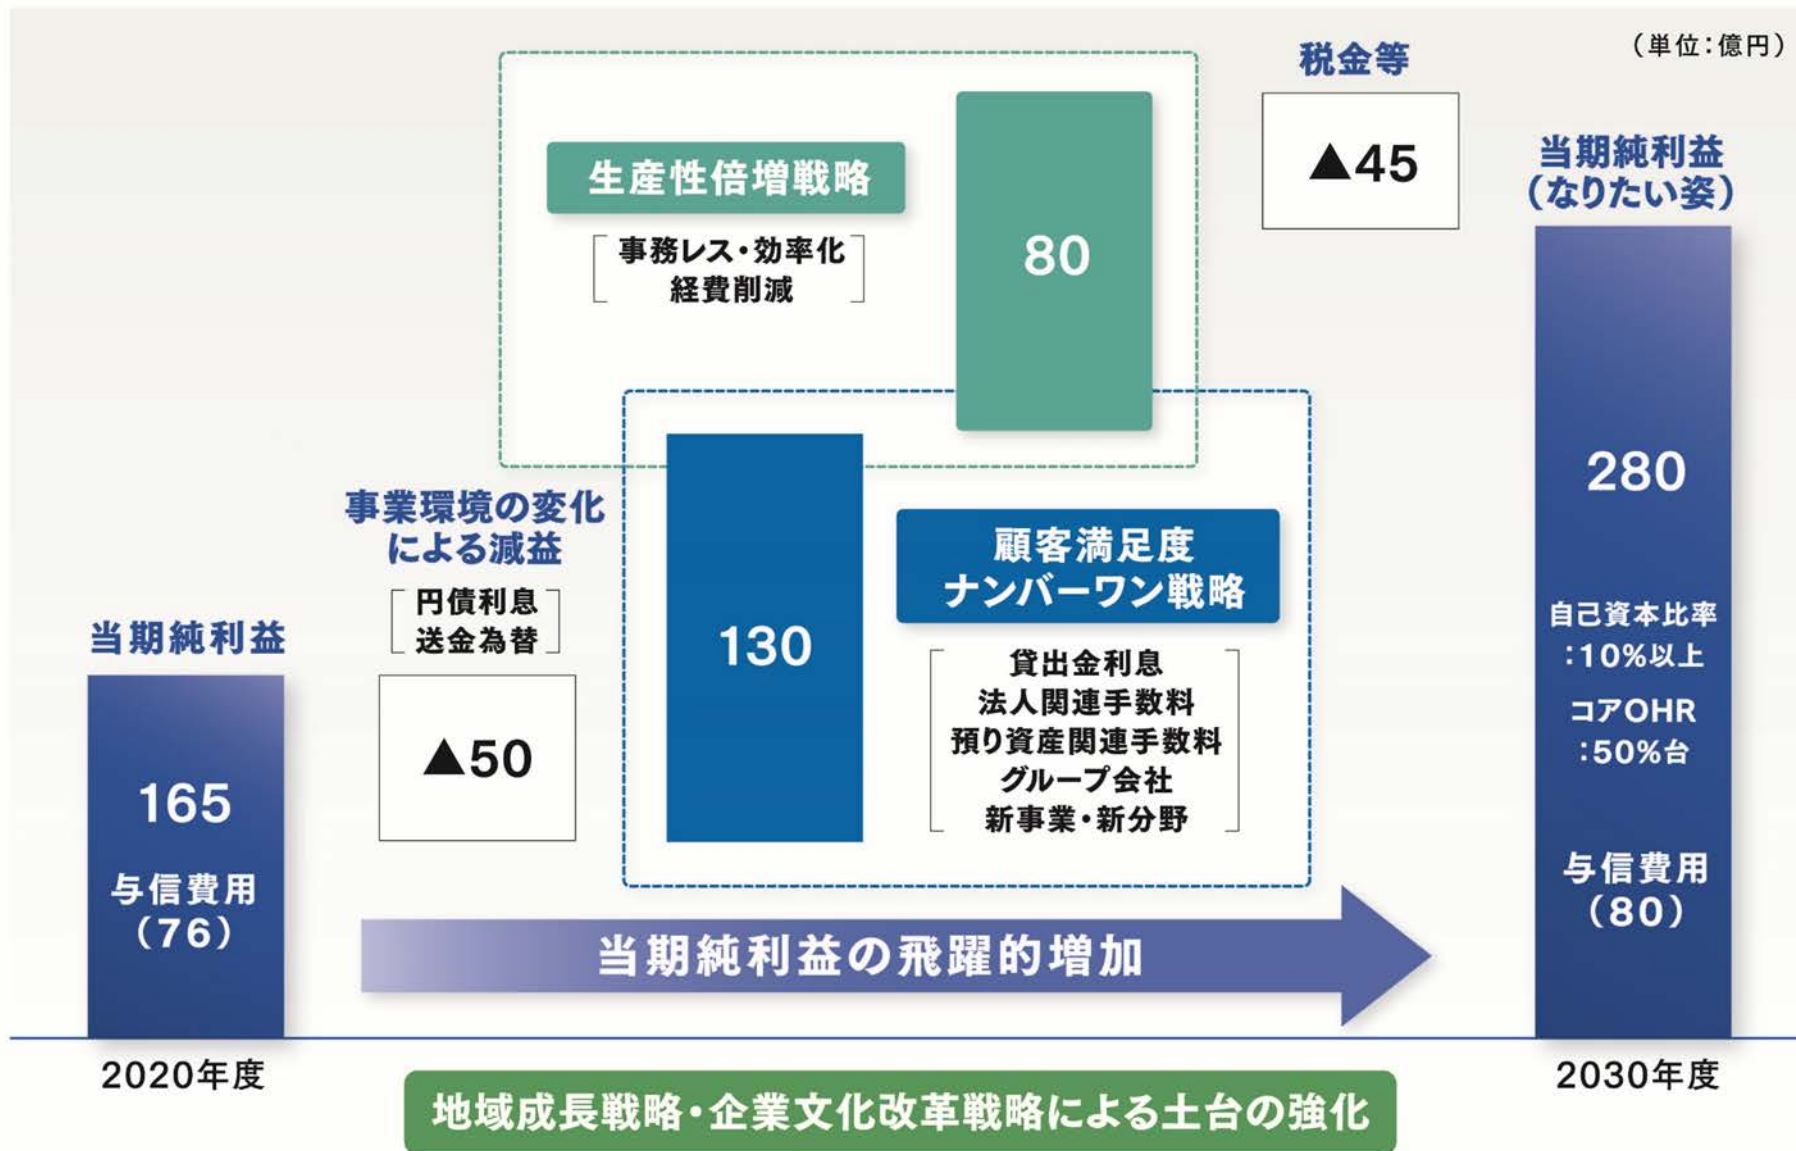 （単位：億円）
当期純利益
165
与信費用
（76）
2020年度
事業環境の変化
による減益
円債利息
送金為替
▲50
生産性倍増戦略
事務レス・効率化
経費削減
80
130
顧客満足度
ナンバーワン戦略
貸出金利息
法人関連手数料
預り資産関連手数料
グループ会社
新事業・新分野
税金等
▲45
当期純利益
（なりたい姿）
280
自己資本比率
：10%以上
コアOHR
：50%台
与信費用
（80）
2030年度
当期純利益の飛躍的増加
地域成長戦略・企業文化改革戦略による土台の強化